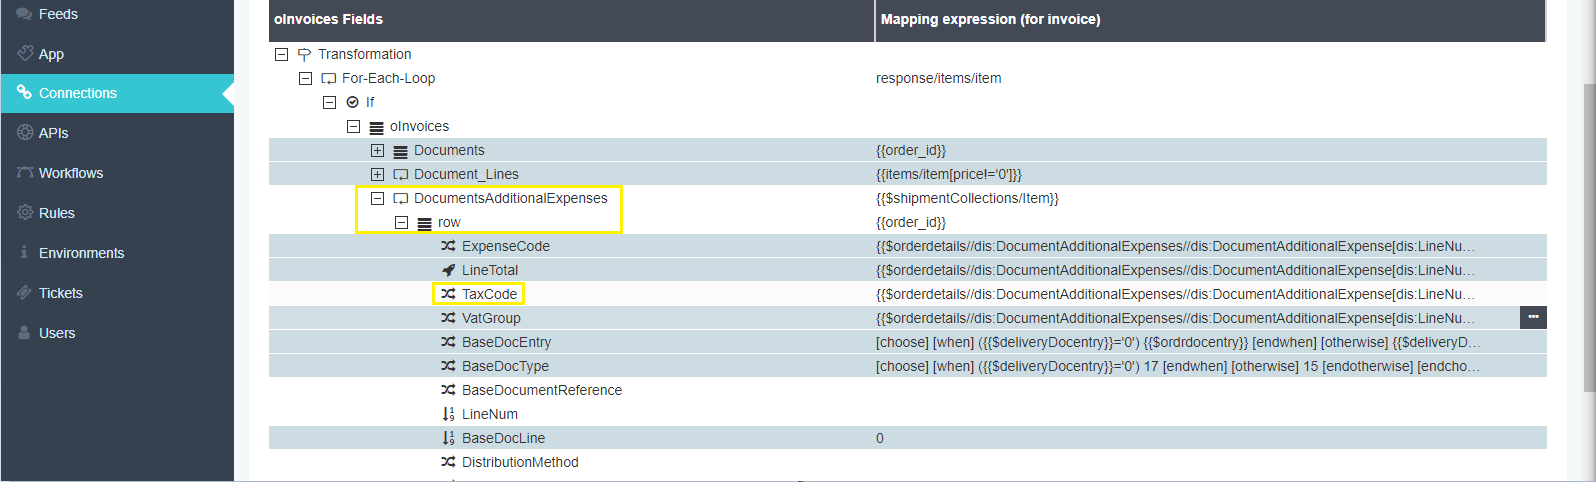 Feeds
App
Connections
APIs
Workflows
Rules
Environments
Tickets
Users
oInvoices Fields Mapping expression (for invoice)
Transformation
For-Each-Loop response/items/item
If
oInvoices
Documents {{order_id}}
Document_Lines {{items/item[price!='0']}}
DocumentsAdditionalExpenses {{$shipmentCollections/Item}}
row {{order_id}}
ExpenseCode {{$orderdetails//dis:DocumentAdditionalExpenses//dis:DocumentAdditionalExpense[dis:LineNu...
LineTotal {{$orderdetails//dis:DocumentAdditionalExpenses//dis:DocumentAdditionalExpense[dis:LineNu...
TaxCode {{$orderdetails//dis:DocumentAdditionalExpenses//dis:DocumentAdditionalExpense[dis:LineNu...
VatGroup {{$orderdetails//dis:DocumentAdditionalExpenses//dis:DocumentAdditionalExpense[dis:LineNu...
BaseDocEntry [choose] [when] ({{$deliveryDocentry}}='0') {{$ordrdocentry}} [endwhen] [otherwise] {{$deliveryD...
BaseDocType [choose] [when] ({{$deliveryDocentry}}='0') 17 [endwhen] [otherwise] 15 [endotherwise] [endcho...
BaseDocumentReference
LineNum
BaseDocLine 0
DistributionMethod